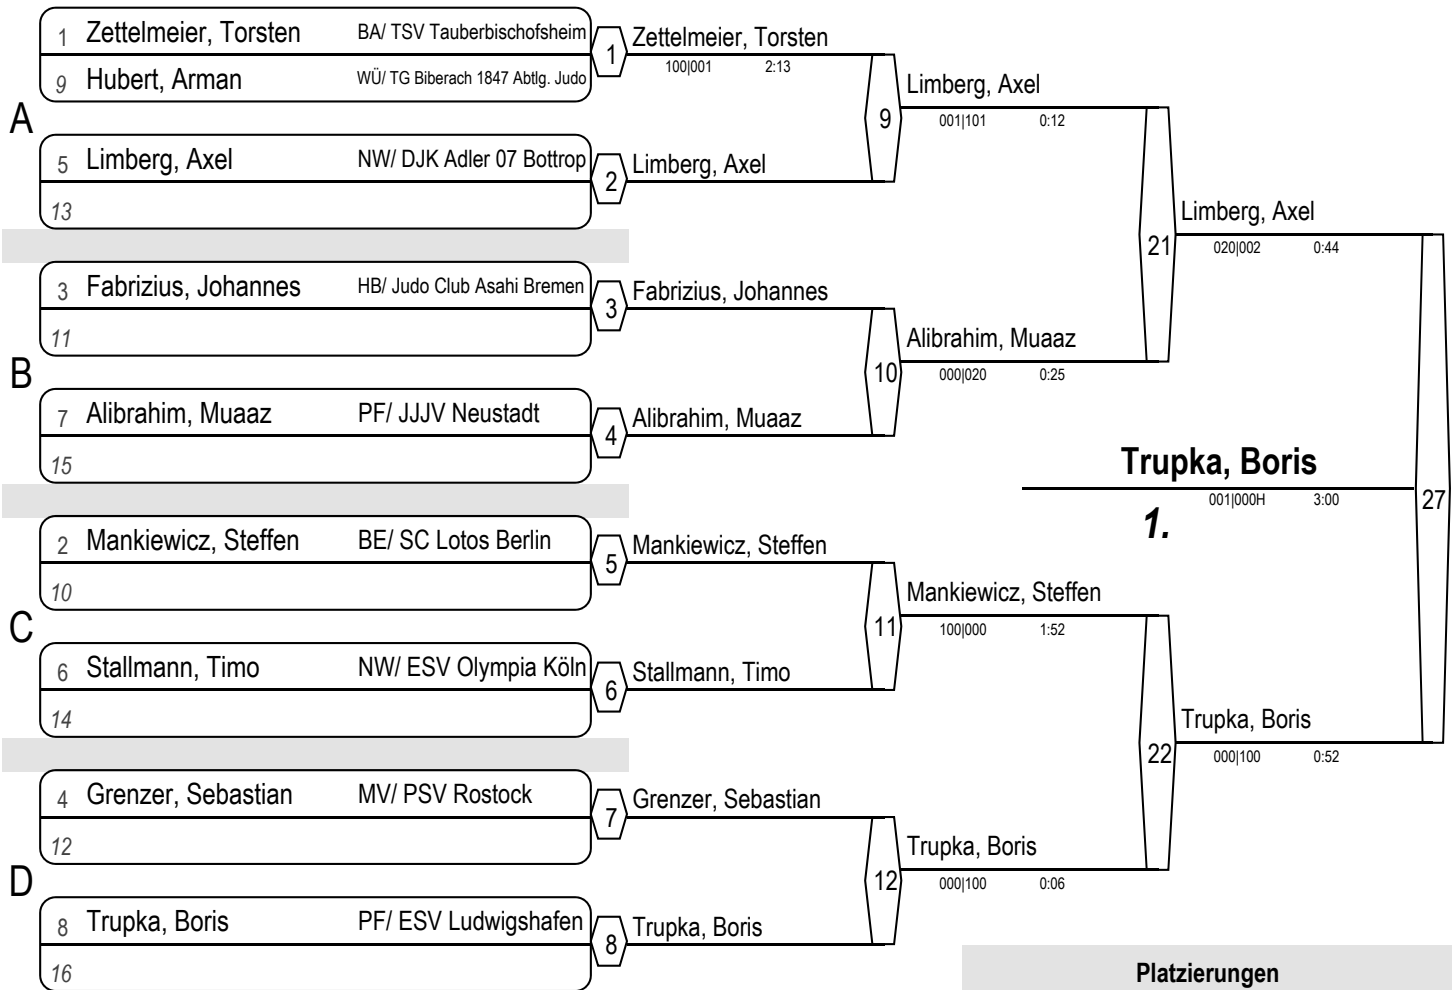 1 Zettelmeier, Torsten BA/ TSV Tauberbischofsheim
9 Hubert, Arman WÜ/ TG Biberach 1847 Abtlg. Judo
1
Zettelmeier, Torsten
100|001 2:13
A
5 Limberg, Axel NW/ DJK Adler 07 Bottrop
13
2
Limberg, Axel
9
Limberg, Axel
001|101 0:12
3 Fabrizius, Johannes HB/ Judo Club Asahi Bremen
11
3
Fabrizius, Johannes
B
7 Alibrahim, Muaaz PF/ JJJV Neustadt
15
4
Alibrahim, Muaaz
10
Alibrahim, Muaaz
000|020 0:25
21
Limberg, Axel
020|002 0:44
2 Mankiewicz, Steffen BE/ SC Lotos Berlin
10
5
Mankiewicz, Steffen
C
6 Stallmann, Timo NW/ ESV Olympia Köln
14
6
Stallmann, Timo
11
Mankiewicz, Steffen
100|000 1:52
4 Grenzer, Sebastian MV/ PSV Rostock
12
7
Grenzer, Sebastian
D
8 Trupka, Boris PF/ ESV Ludwigshafen
16
8
Trupka, Boris
12
Trupka, Boris
000|100 0:06
22
Trupka, Boris
000|100 0:52
27
Trupka, Boris
001|000H 3:00
1.
Platzierungen